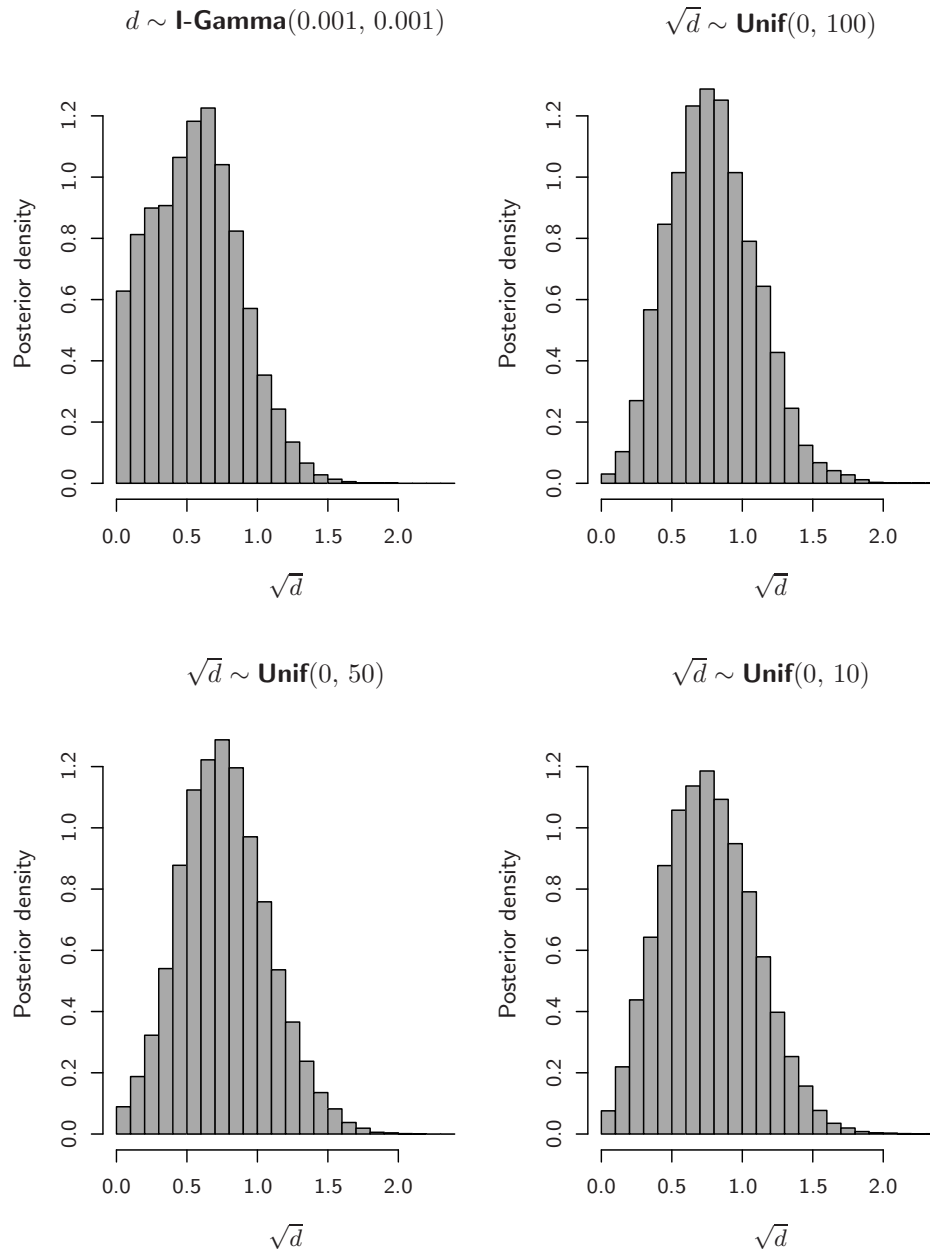 d ∼ I-Gamma(0.001, 0.001)
Posterior density
0.0 0.2 0.4 0.6 0.8 1.0 1.2
0.0 0.5 1.0 1.5 2.0
√d
√d ∼ Unif(0, 100)
Posterior density
0.0 0.2 0.4 0.6 0.8 1.0 1.2
0.0 0.5 1.0 1.5 2.0
√d
√d ∼ Unif(0, 50)
Posterior density
0.0 0.2 0.4 0.6 0.8 1.0 1.2
0.0 0.5 1.0 1.5 2.0
√d
√d ∼ Unif(0, 10)
Posterior density
0.0 0.2 0.4 0.6 0.8 1.0 1.2
0.0 0.5 1.0 1.5 2.0
√d